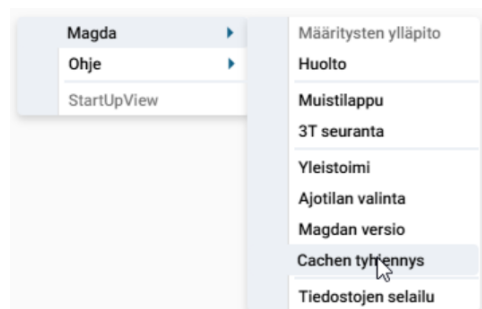 Magda
Ohje
StartUpView
Määritysten ylläpito
Huolto
Muistilappu
3T seuranta
Yleistoimi
Ajotilan valinta
Magdan versio
Cachen tyhjennys
Tiedostojen selailu